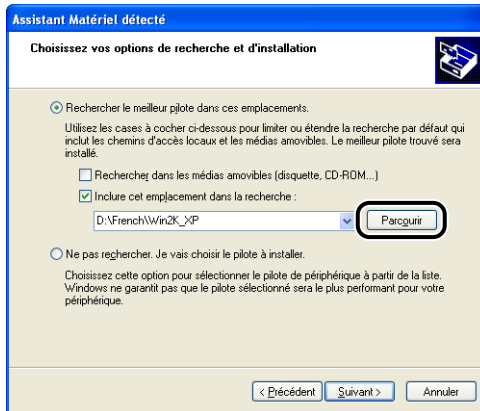 Assistant Matériel détecté
Choisissez vos options de recherche et d'installation
Rechercher le meilleur pilote dans ces emplacements.
Utilisez les cases à cocher ci-dessous pour limiter ou étendre la recherche par défaut qui
inclut les chemins d'accès locaux et les médias amovibles. Le meilleur pilote trouvé sera
installé.
Rechercher dans les médias amovibles (disquette, CD-ROM...)
Inclure cet emplacement dans la recherche :
D:\French\Win2K_XP
Parcourir
Ne pas rechercher. Je vais choisir le pilote à installer.
Choisissez cette option pour sélectionner le pilote de périphérique à partir de la liste.
Windows ne garantit pas que le pilote sélectionné sera le plus performant pour votre
périphérique.
< Précédent Suivant > Annuler